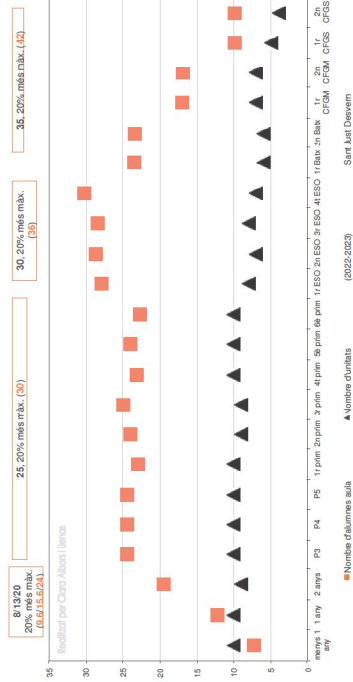 8/13/20
20% més màx.
(9.6/15.6/24)
25, 20% més màx. (30)
30, 20% més màx.
(36)
35, 20% més màx. (42)
Realitzat per Clara Alborn i llenas
35
30
25
20
15
10
5
0
menys 1 any
1 any
2 anys
P3
P4
P5
1r prim
2n prim
3r prim
4t prim
5è prim
6è prim
1r ESO
2n ESO
3r ESO
4t ESO
1r Batx
2n Batx
1r CFGM
2n CFGM
1r CFGS
2n CFGS
Nombre d'alumnes aula
Nombre d'unitats
(2022-2023)
Sant Just Desvern